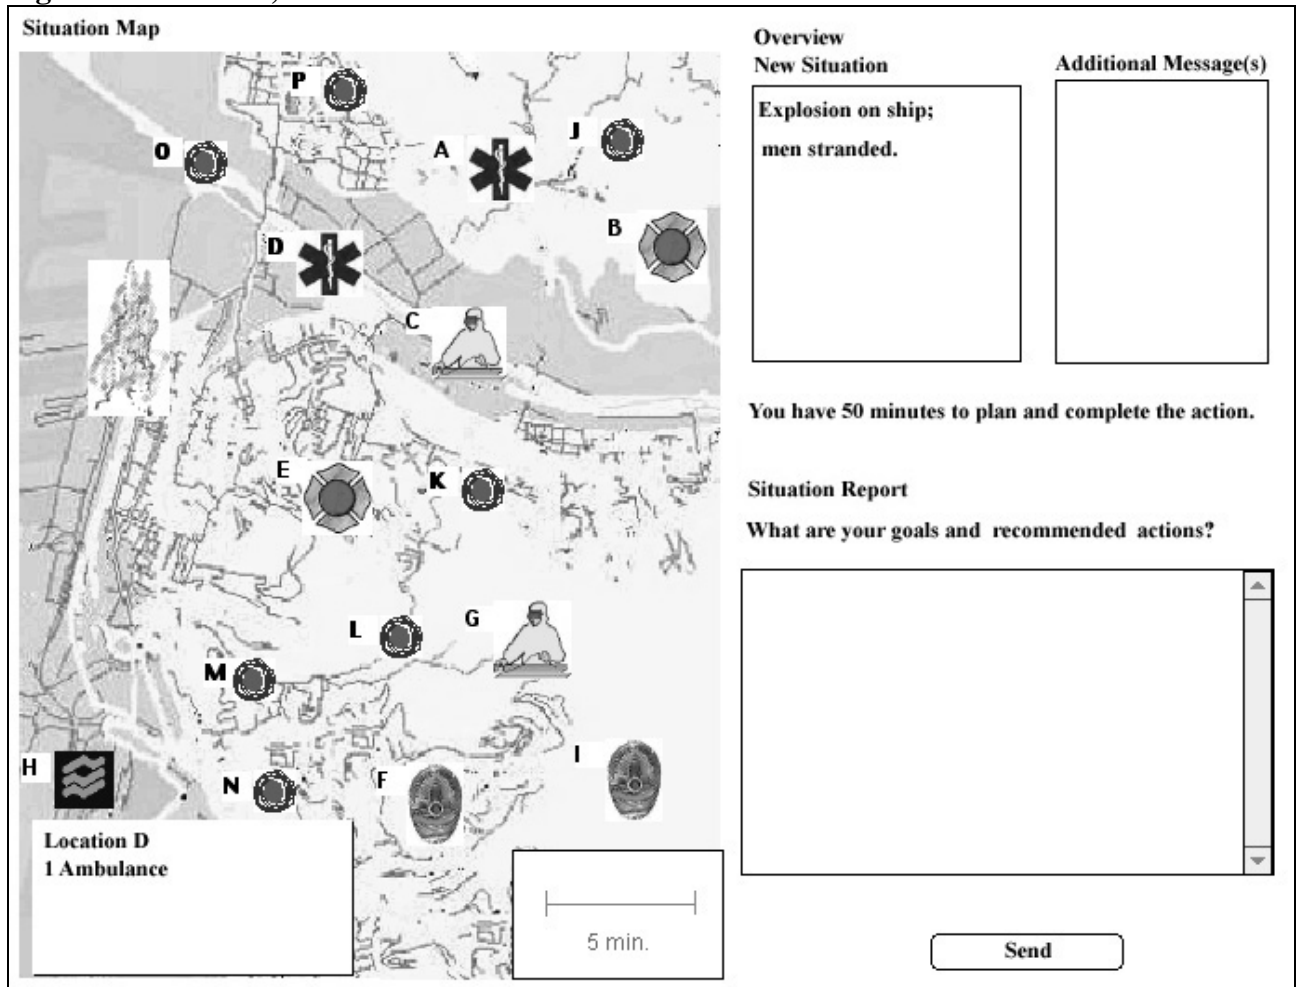 Situation Map
Overview
New Situation
Additional Message(s)
Explosion on ship;
men stranded.
P
J
A
O
B
D
C
You have 50 minutes to plan and complete the action.
E
K
Situation Report
What are your goals and recommended actions?
G
L
M
I
H
F
N
Location D
1 Ambulance
5 min.
Send